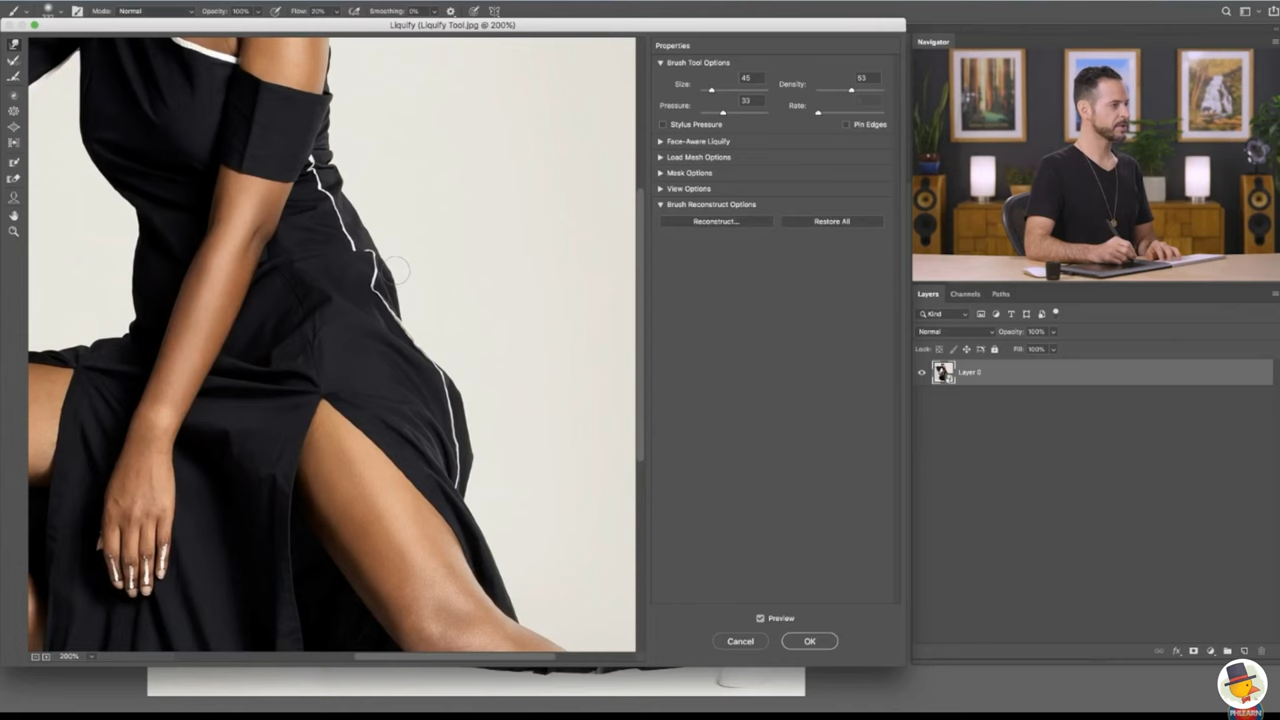 Mode: Normal Opacity: 100% Flow: 20% Smoothing: 0%
Liquify (Liquify Tool.jpg @ 200%)
Properties
Brush Tool Options
Size: 45 Density: 53
Pressure: 33 Rate:
Stylus Pressure Pin Edges
Face-Aware Liquify
Load Mesh Options
Mask Options
View Options
Brush Reconstruct Options
Reconstruct... Restore All
Preview
Cancel OK
200%
Navigator
Layers Channels Paths
Kind
Normal Opacity: 100%
Lock: Fill: 100%
Layer 0
fx
PHLEARN